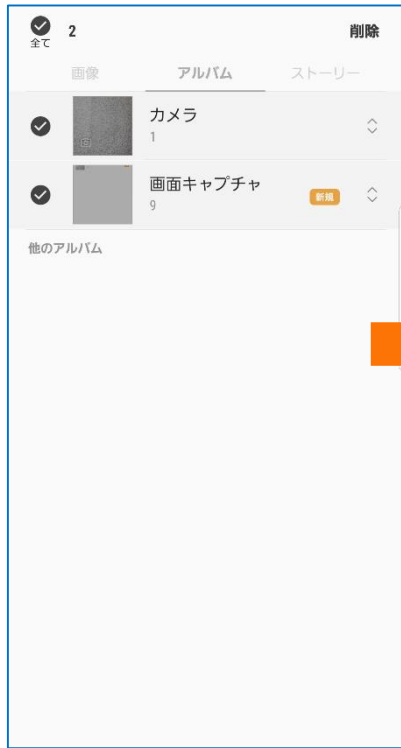 全て 2 削除
画像 アルバム ストーリー
カメラ
1
画面キャプチャ
9
新規
他のアルバム